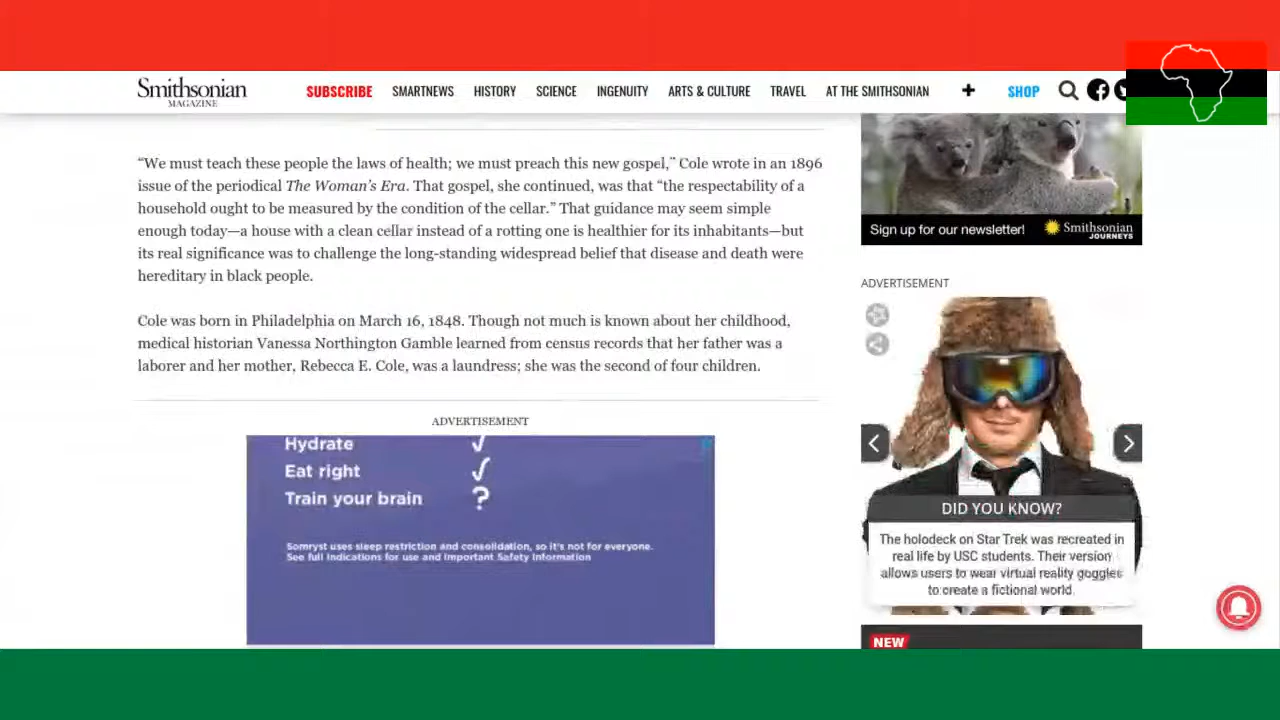 Smithsonian
MAGAZINE
SUBSCRIBE SMARTNEWS HISTORY SCIENCE INGENUITY ARTS & CULTURE TRAVEL AT THE SMITHSONIAN SHOP
“We must teach these people the laws of health; we must preach this new gospel,” Cole wrote in an 1896
issue of the periodical The Woman’s Era. That gospel, she continued, was that “the respectability of a
household ought to be measured by the condition of the cellar.” That guidance may seem simple
enough today—a house with a clean cellar instead of a rotting one is healthier for its inhabitants—but
its real significance was to challenge the long-standing widespread belief that disease and death were
hereditary in black people.
Cole was born in Philadelphia on March 16, 1848. Though not much is known about her childhood,
medical historian Vanessa Northington Gamble learned from census records that her father was a
laborer and her mother, Rebecca E. Cole, was a laundress; she was the second of four children.
ADVERTISEMENT
Hydrate
Eat right
Train your brain ?
Somryst uses sleep restriction and consolidation, so it's not for everyone.
See full Indications for use and Important Safety Information
Sign up for our newsletter! Smithsonian
JOURNEYS
ADVERTISEMENT
DID YOU KNOW?
The holodeck on Star Trek was recreated in
real life by USC students. Their version
allows users to wear virtual reality goggles
to create a fictional world.
NEW